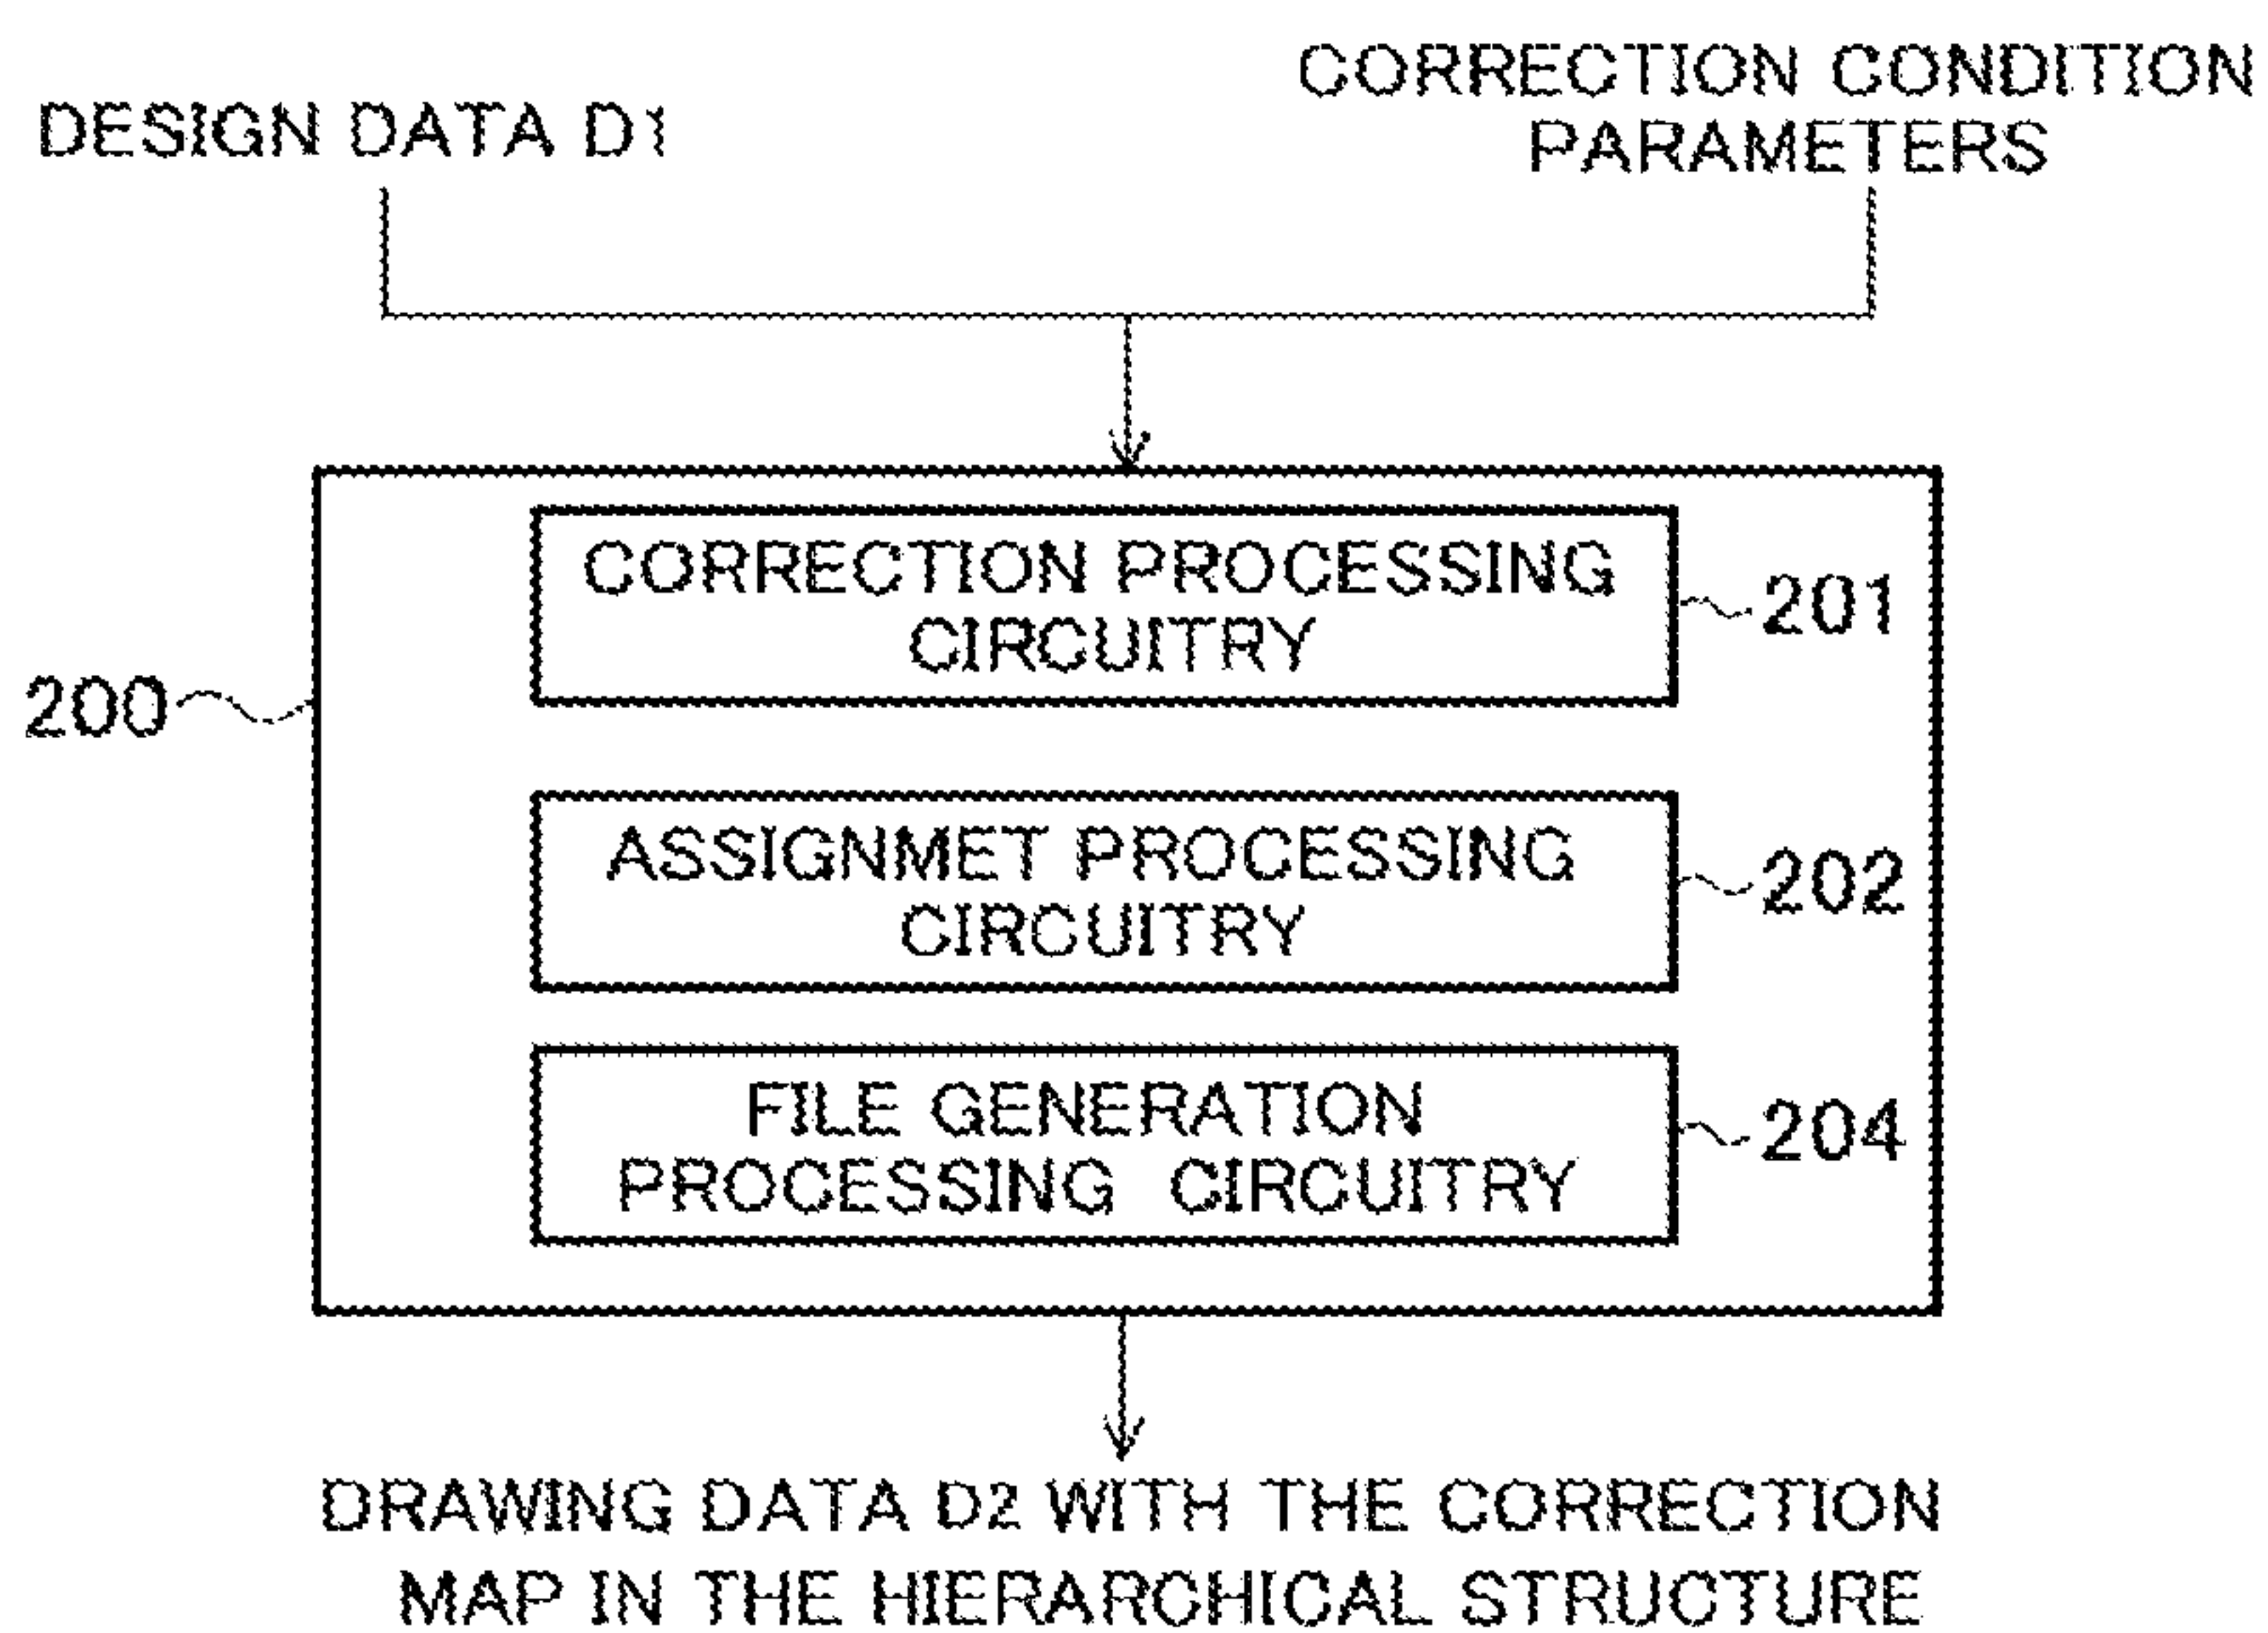 DESIGN DATA D1
CORRECTION CONDITION
PARAMETERS
CORRECTION PROCESSING
CIRCUITRY
201
200
ASSIGNMET PROCESSING
CIRCUITRY
202
FILE GENERATION
PROCESSING CIRCUITRY
204
DRAWING DATA D2 WITH THE CORRECTION
MAP IN THE HIERARCHICAL STRUCTURE